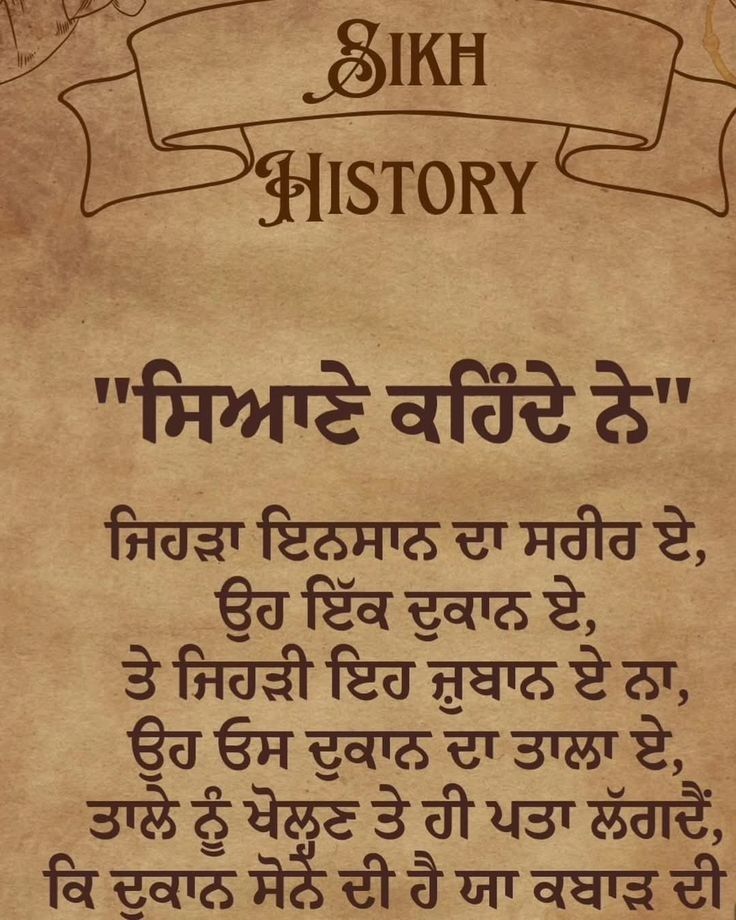 SIKH
HISTORY
"ਸਿਆਣੇ ਕਹਿੰਦੇ ਨੇ"
ਜਿਹੜਾ ਇਨਸਾਨ ਦਾ ਸਰੀਰ ਏ,
ਉਹ ਇੱਕ ਦੁਕਾਨ ਏ,
ਤੇ ਜਿਹੜੀ ਇਹ ਜ਼ੁਬਾਨ ਏ ਨਾ,
ਉਹ ਓਸ ਦੁਕਾਨ ਦਾ ਤਾਲਾ ਏ,
ਤਾਲੇ ਨੂੰ ਖੋਲ੍ਹਣ ਤੇ ਹੀ ਪਤਾ ਲੱਗਦੈਂ,
ਕਿ ਦੁਕਾਨ ਸੋਨੇ ਦੀ ਹੈ ਯਾ ਕਬਾੜ ਦੀ